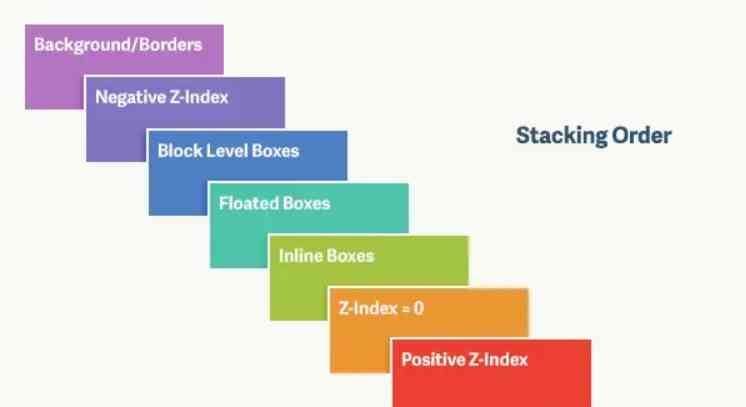 Background/Borders
Negative Z-Index
Block Level Boxes
Stacking Order
Floated Boxes
Inline Boxes
Z-Index = 0
Positive Z-Index